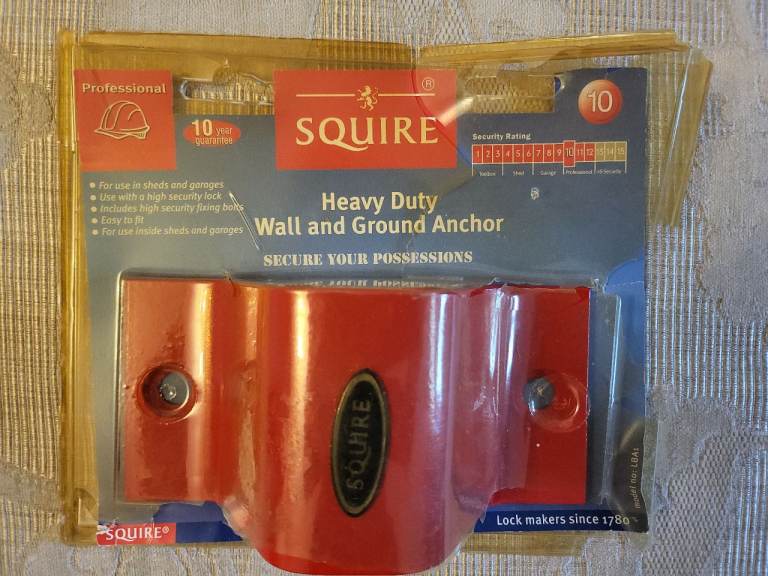 Professional
10 year
guarantee
SQUIRE®
10
Security Rating
1 2 3 4 5 6 7 8 9 10 11 12 13 14 15
Toolbox Shed Garage Professional Hi-Security
• For use in sheds and garages
• Use with a high security lock
• Includes high security fixing bolts
• Easy to fit
• For use inside sheds and garages
Heavy Duty
Wall and Ground Anchor
SECURE YOUR POSSESSIONS
SQUIRE
model no: LBA1
SQUIRE®
Lock makers since 1780